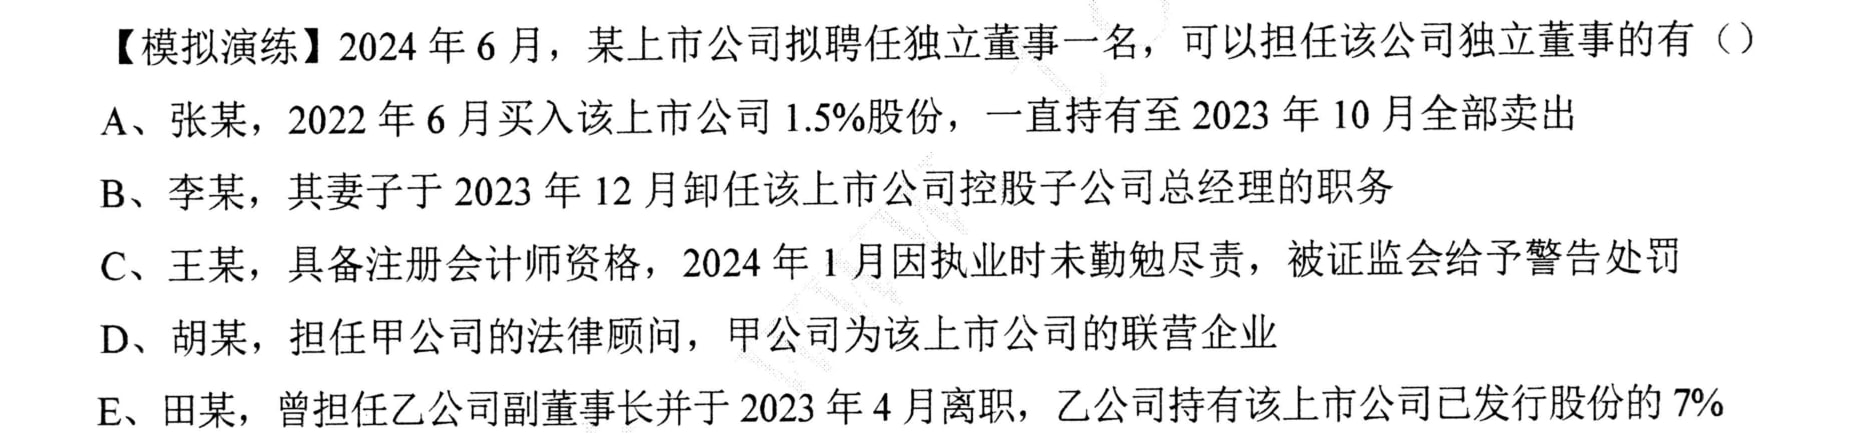 【模拟演练】2024 年 6 月，某上市公司拟聘任独立董事一名，可以担任该公司独立董事的有（）
A、张某，2022 年 6 月买入该上市公司 1.5%股份，一直持有至 2023 年 10 月全部卖出
B、李某，其妻子于 2023 年 12 月卸任该上市公司控股子公司总经理的职务
C、王某，具备注册会计师资格，2024 年 1 月因执业时未勤勉尽责，被证监会给予警告处罚
D、胡某，担任甲公司的法律顾问，甲公司为该上市公司的联营企业
E、田某，曾担任乙公司副董事长并于 2023 年 4 月离职，乙公司持有该上市公司已发行股份的 7%